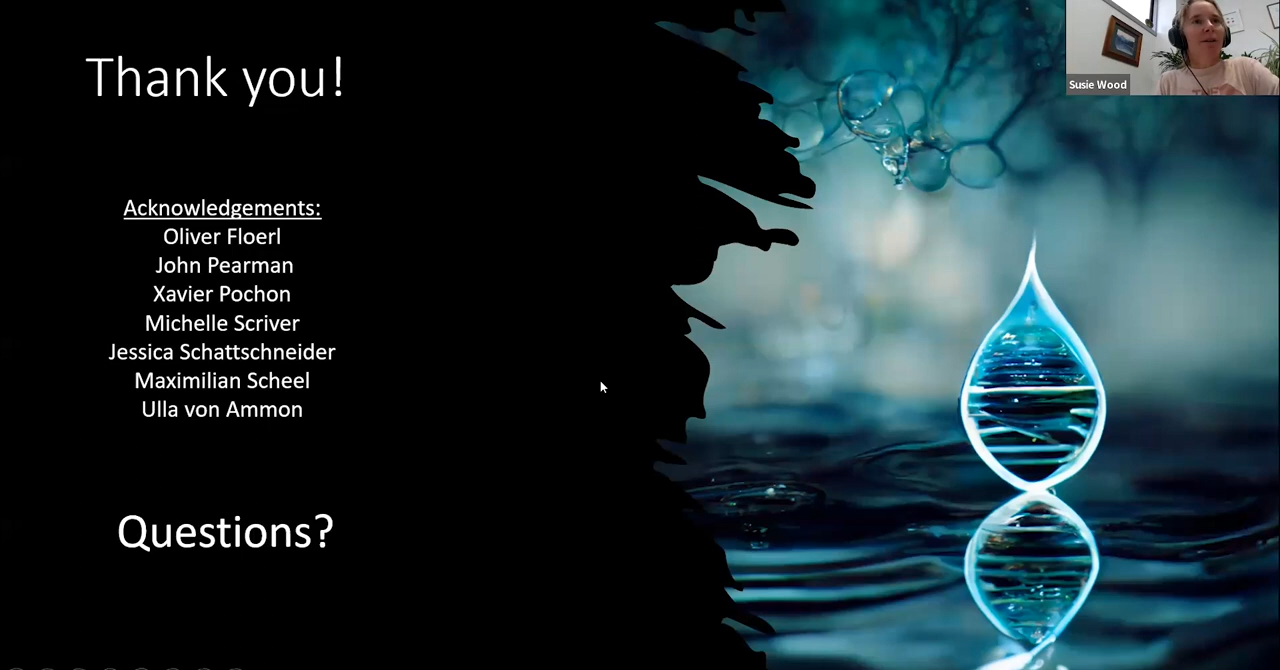 Thank you!
Acknowledgements:
Oliver Floerl
John Pearman
Xavier Pochon
Michelle Scriver
Jessica Schattschneider
Maximilian Scheel
Ulla von Ammon
Questions?
Susie Wood